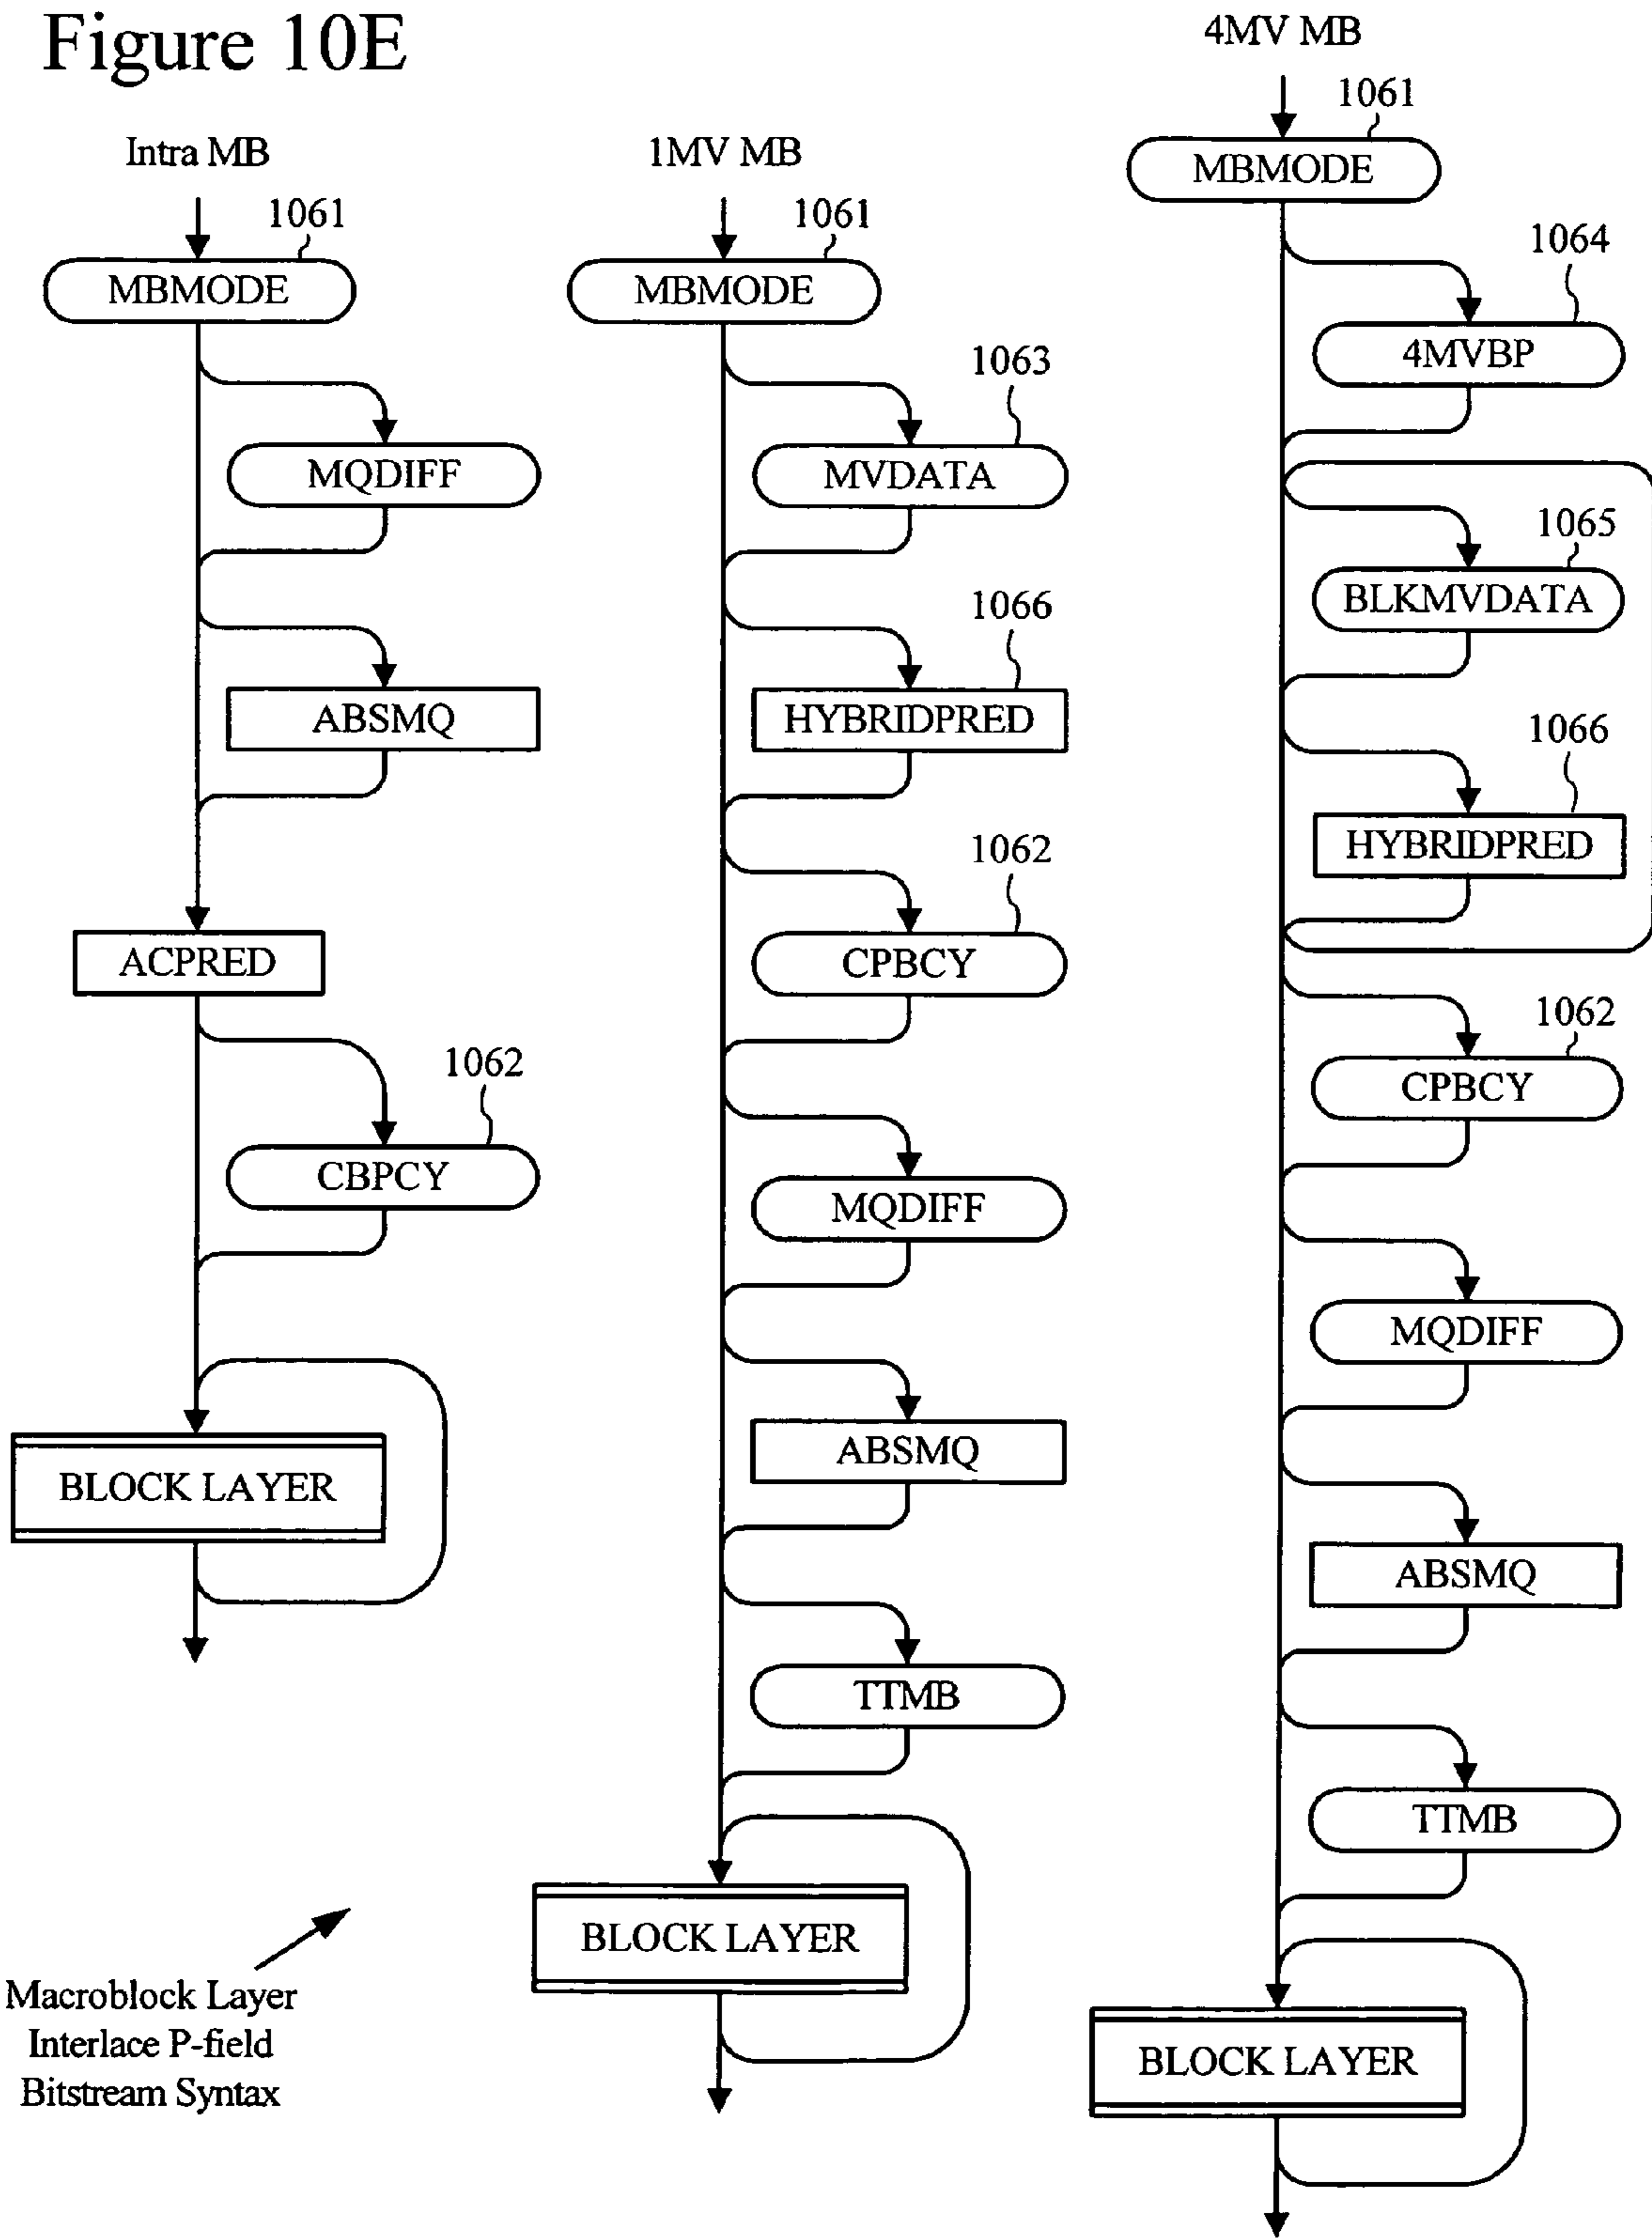 Figure 10E
Intra MB
1061
MBMODE
MQDIFF
ABSMQ
ACPRED
1062
CBPCY
BLOCK LAYER
1MV MB
1061
MBMODE
1063
MVDATA
1066
HYBRIDPRED
1062
CPBCY
MQDIFF
ABSMQ
TTMB
BLOCK LAYER
4MV MB
1061
MBMODE
1064
4MVBP
1065
BLKMVDATA
1066
HYBRIDPRED
1062
CPBCY
MQDIFF
ABSMQ
TTMB
BLOCK LAYER
Macroblock Layer
Interlace P-field
Bitstream Syntax